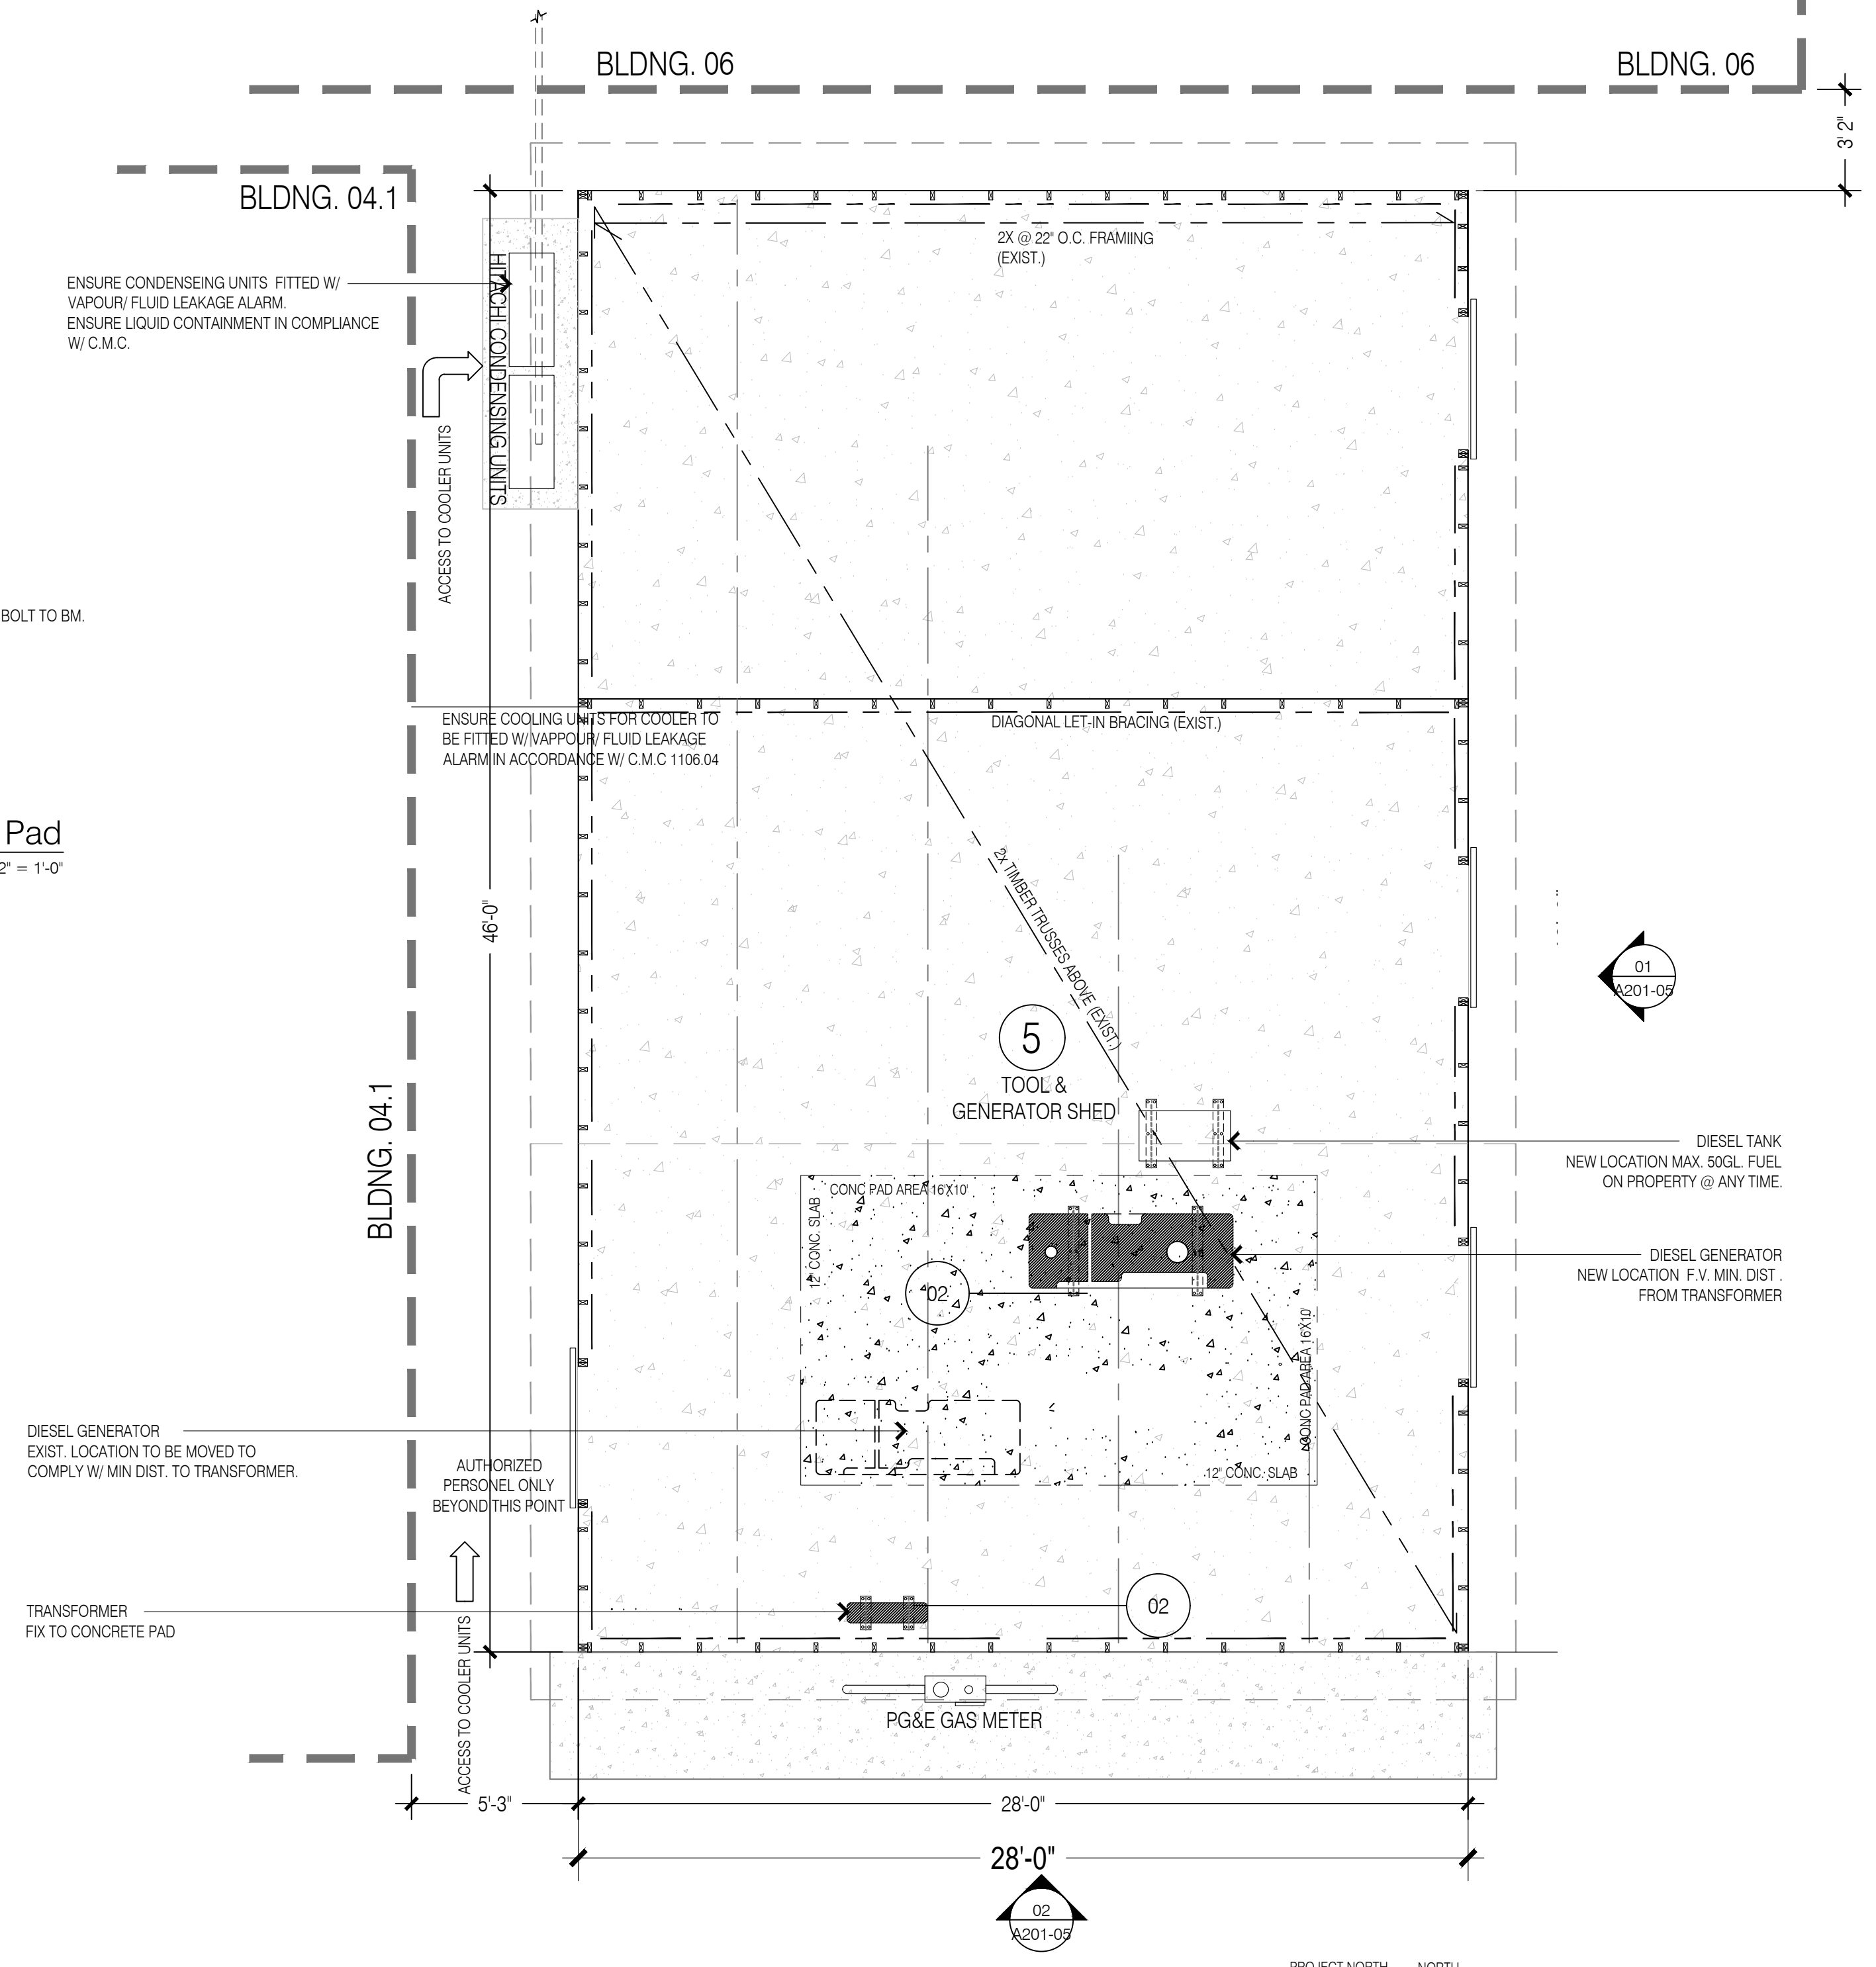 BLDNG. 06
BLDNG. 06
3' 2"
BLDNG. 04.1
2X @ 22" O.C. FRAMIING
(EXIST.)
ENSURE CONDENSEING UNITS FITTED W/
VAPOUR/ FLUID LEAKAGE ALARM.
ENSURE LIQUID CONTAINMENT IN COMPLIANCE
W/ C.M.C.
HITACHI CONDENSING UNITS
ACCESS TO COOLER UNITS
BOLT TO BM.
ENSURE COOLING UNITS FOR COOLER TO
BE FITTED W/ VAPPOUR/ FLUID LEAKAGE
ALARM IN ACCORDANCE W/ C.M.C 1106.04
DIAGONAL LET-IN BRACING (EXIST.)
Pad
2" = 1'-0"
46'-0"
2x TIMBER TRUSSES ABOVE (EXIST.)
01
A201-05
5
TOOL &
GENERATOR SHED
BLDNG. 04.1
DIESEL TANK
NEW LOCATION MAX. 50GL. FUEL
ON PROPERTY @ ANY TIME.
CONC PAD AREA 16'X10'
12" CONC. SLAB
02
DIESEL GENERATOR
NEW LOCATION F.V. MIN. DIST .
FROM TRANSFORMER
CONC PAD AREA 16'X10'
12" CONC. SLAB
DIESEL GENERATOR
EXIST. LOCATION TO BE MOVED TO
COMPLY W/ MIN DIST. TO TRANSFORMER.
AUTHORIZED
PERSONEL ONLY
BEYOND THIS POINT
TRANSFORMER
FIX TO CONCRETE PAD
02
ACCESS TO COOLER UNITS
PG&E GAS METER
5'-3"
28'-0"
28'-0"
02
A201-05
PROJECT NORTH
NORTH